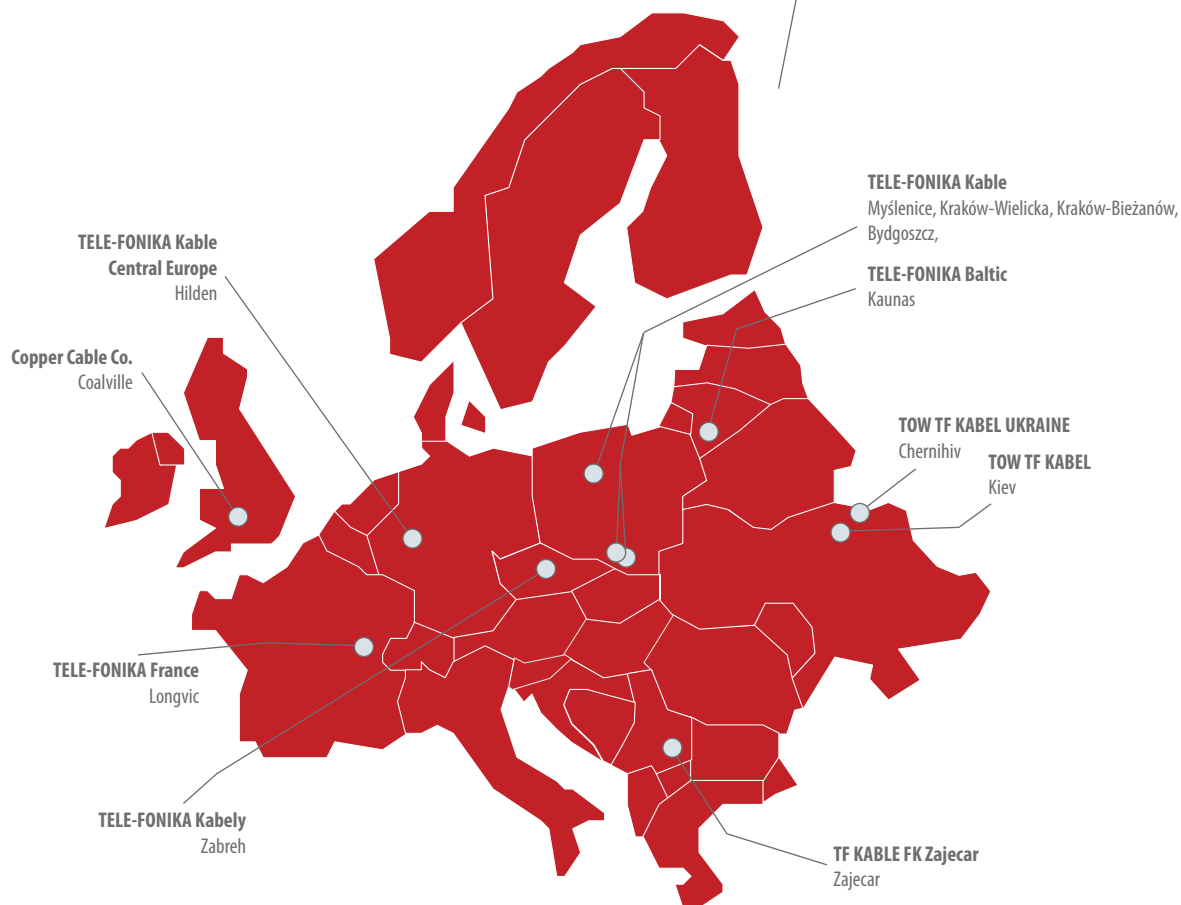 TELE-FONIKA Kable
Myślenice, Kraków-Wielicka, Kraków-Bieżanów,
Bydgoszcz,
TELE-FONIKA Kable
Central Europe
Hilden
TELE-FONIKA Baltic
Kaunas
Copper Cable Co.
Coalville
TOW TF KABEL UKRAINE
Chernihiv
TOW TF KABEL
Kiev
TELE-FONIKA France
Longvic
TELE-FONIKA Kabely
Zabreh
TF KABLE FK Zajecar
Zajecar